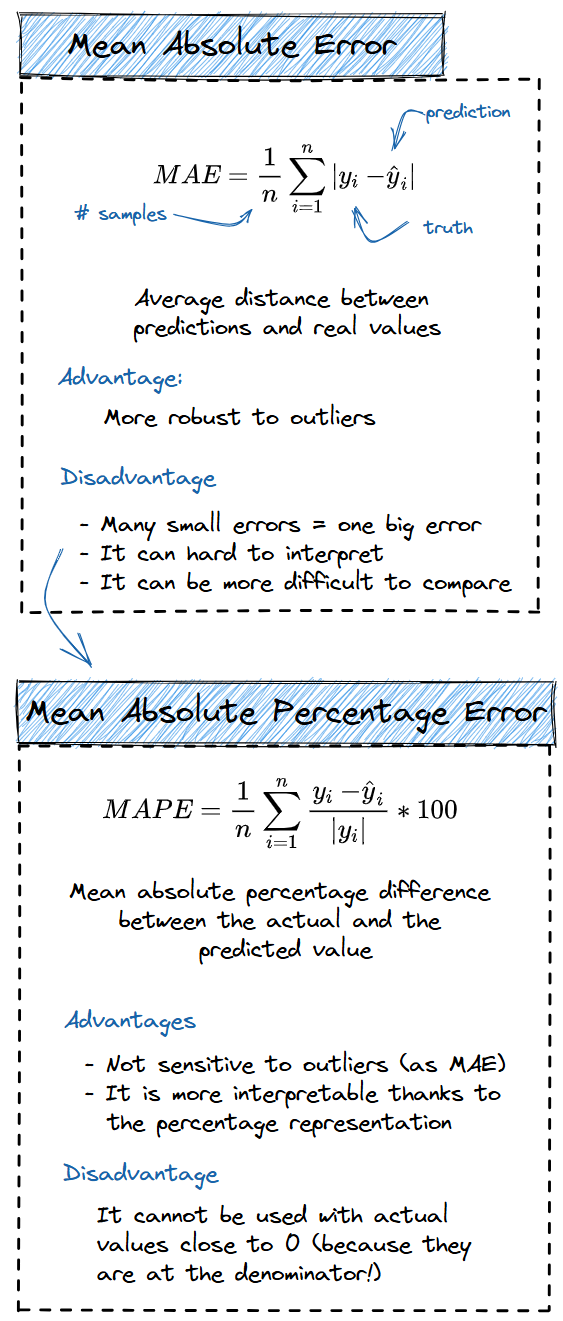 Mean Absolute Error
prediction
MAE = \frac{1}{n} \sum_{i=1}^{n} |y_i - \hat{y}_i|
# samples
truth
Average distance between
predictions and real values
Advantage:
More robust to outliers
Disadvantage
- Many small errors = one big error
- It can hard to interpret
- It can be more difficult to compare
Mean Absolute Percentage Error
MAPE = \frac{1}{n} \sum_{i=1}^{n} \frac{y_i - \hat{y}_i}{|y_i|} * 100
Mean absolute percentage difference
between the actual and the
predicted value
Advantages
- Not sensitive to outliers (as MAE)
- It is more interpretable thanks to
the percentage representation
Disadvantage
It cannot be used with actual
values close to 0 (because they
are at the denominator!)